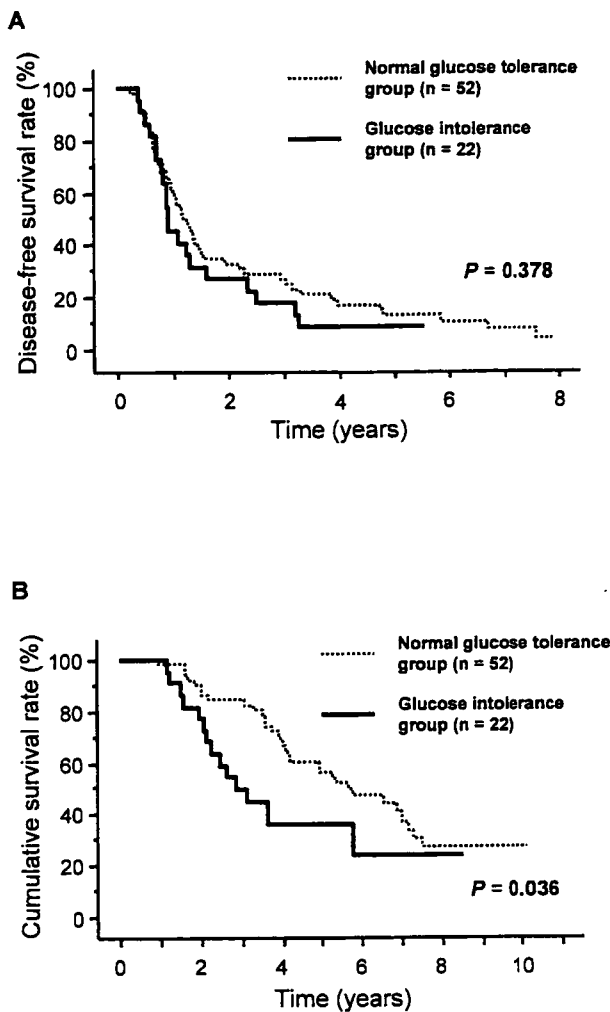 A
Disease-free survival rate (%)
100
80
60
40
20
0
Normal glucose tolerance
group (n = 52)
Glucose intolerance
group (n = 22)
P = 0.378
0 2 4 6 8
Time (years)
B
Cumulative survival rate (%)
100
80
60
40
20
0
Normal glucose tolerance
group (n = 52)
Glucose intolerance
group (n = 22)
P = 0.036
0 2 4 6 8 10
Time (years)